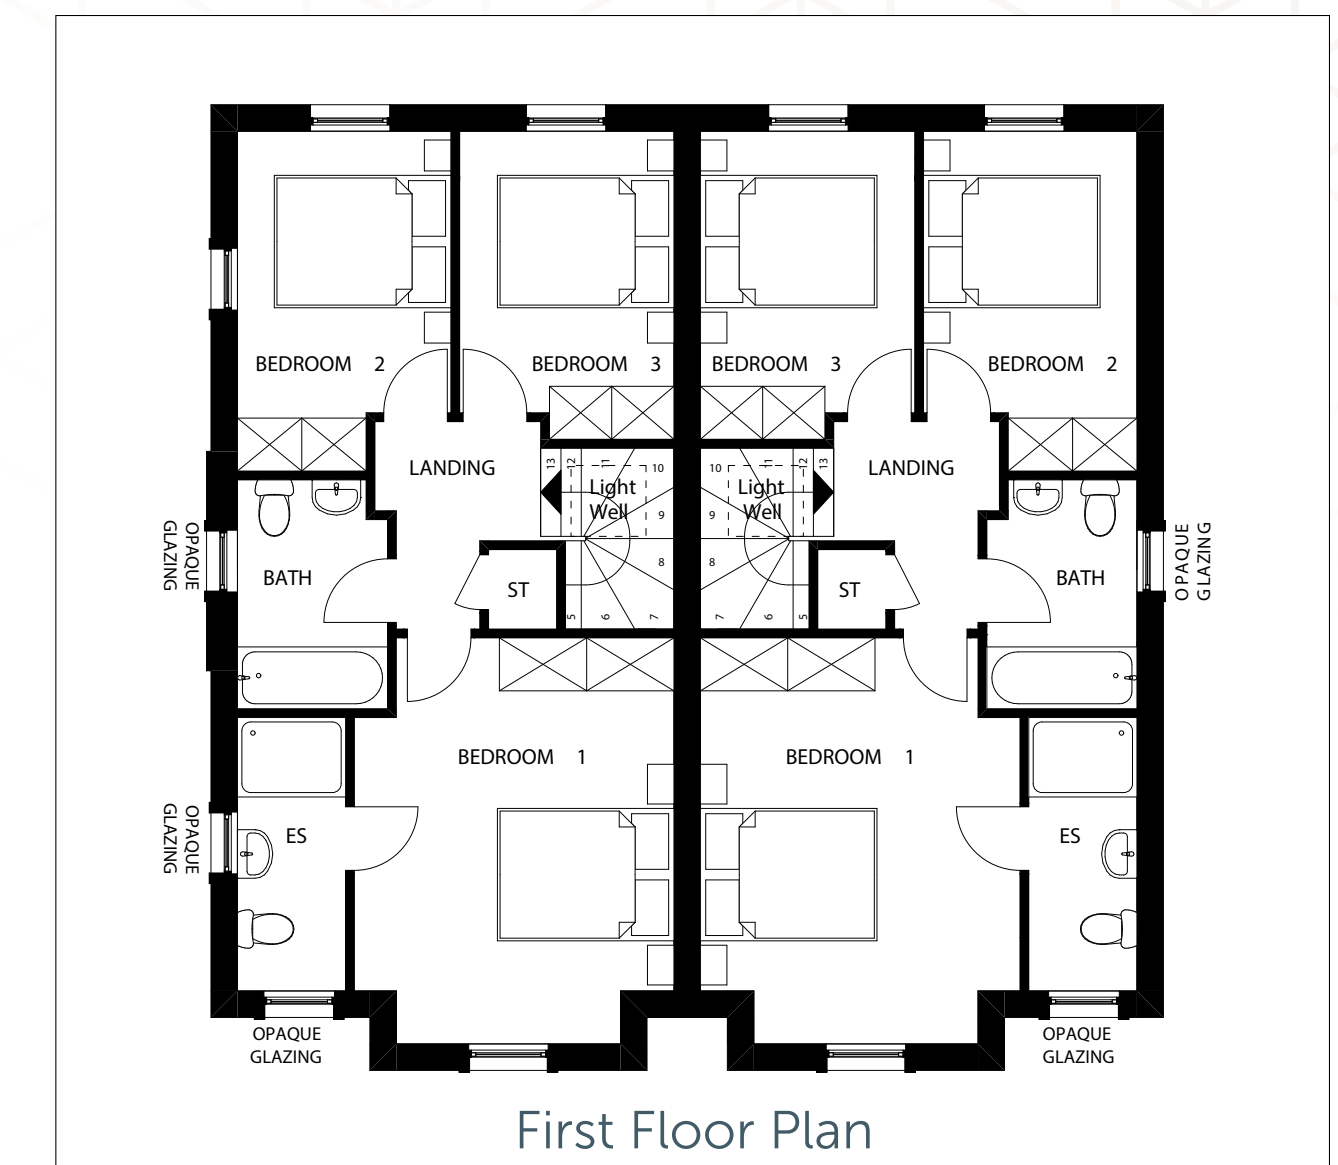 BEDROOM 2
BEDROOM 3
BEDROOM 3
BEDROOM 2
LANDING
LANDING
13
12
11
10
9
8
7
6
5
Light
Well
10
11
12
13
9
8
7
6
5
Light
Well
OPAQUE
GLAZING
BATH
ST
ST
BATH
OPAQUE
GLAZING
BEDROOM 1
BEDROOM 1
OPAQUE
GLAZING
ES
ES
OPAQUE
GLAZING
OPAQUE
GLAZING
First Floor Plan